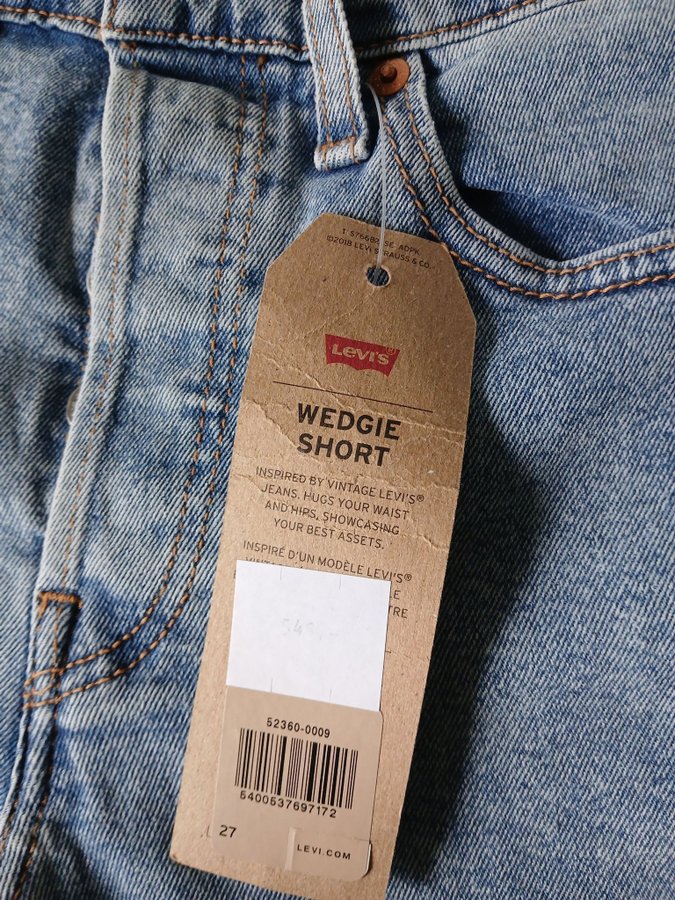 ©2018 LEVI STRAUSS & CO.
LEVI'S®
WEDGIE
SHORT
INSPIRED BY VINTAGE LEVI'S®
JEANS. HUGS YOUR WAIST
AND HIPS, SHOWCASING
YOUR BEST ASSETS.
INSPIRÉ D'UN MODÈLE LEVI'S®
52360-0009
5400537697172
L 27
LEVI.COM